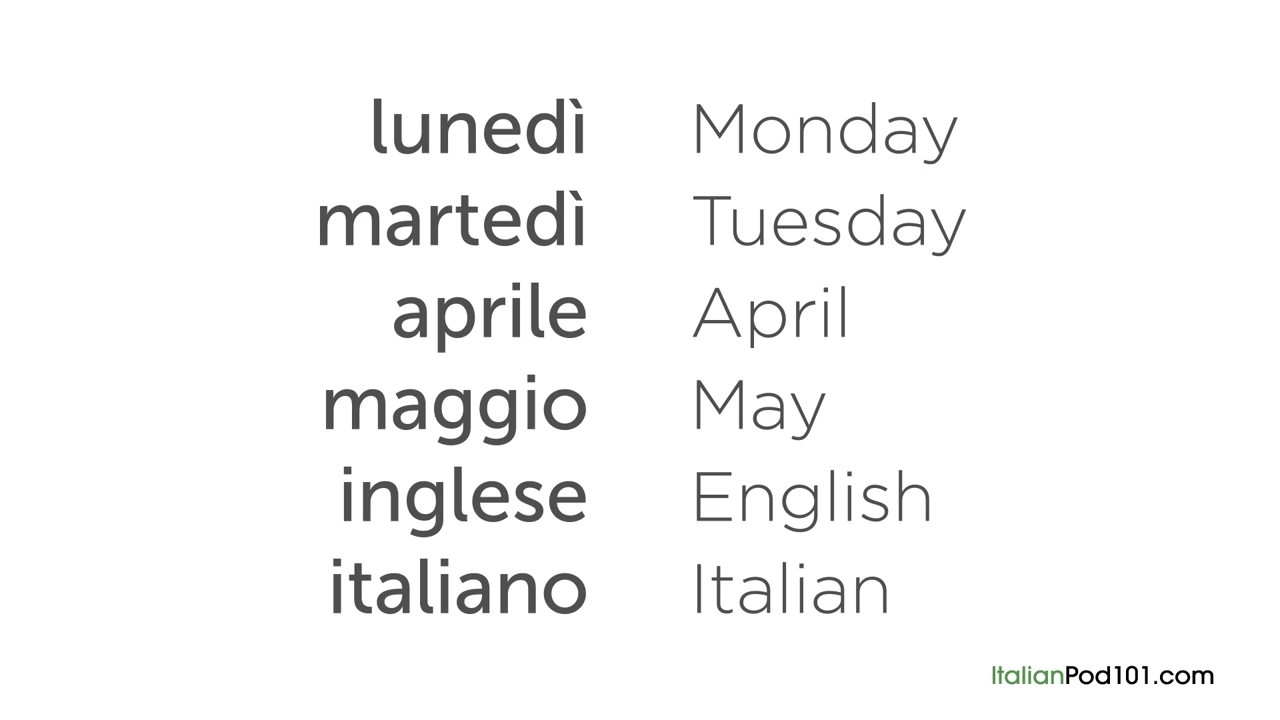 lunedì Monday
martedì Tuesday
aprile April
maggio May
inglese English
italiano Italian
ItalianPod101.com